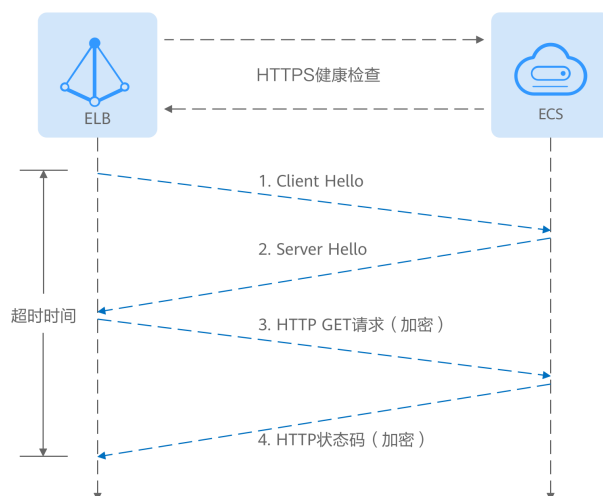 HTTPS健康检查
ELB
ECS
1. Client Hello
2. Server Hello
超时时间
3. HTTP GET请求（加密）
4. HTTP状态码（加密）